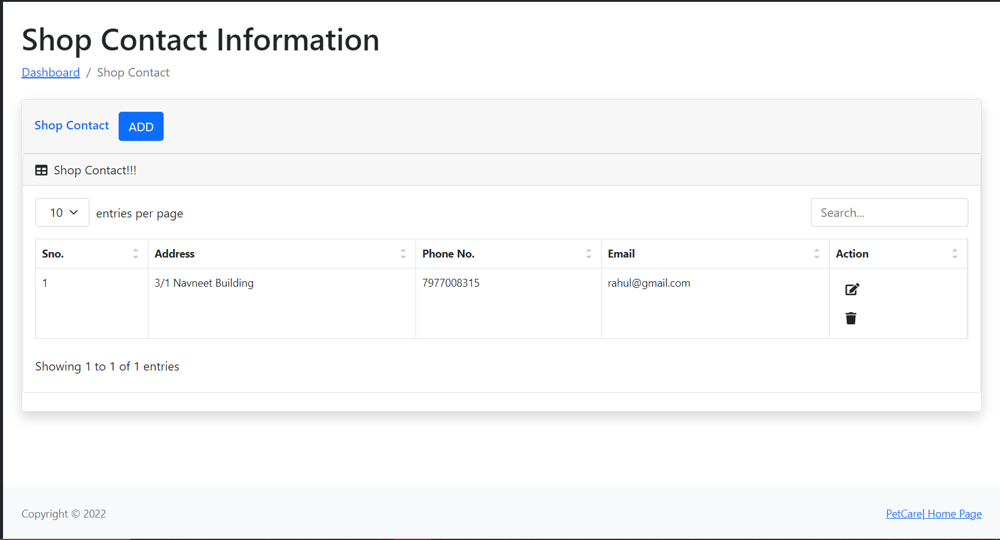 Shop Contact Information
Dashboard / Shop Contact
Shop Contact ADD
Shop Contact!!!
10 entries per page Search...
Sno. Address Phone No. Email Action
1 3/1 Navneet Building 7977008315 rahul@gmail.com
Showing 1 to 1 of 1 entries
Copyright © 2022 PetCare| Home Page